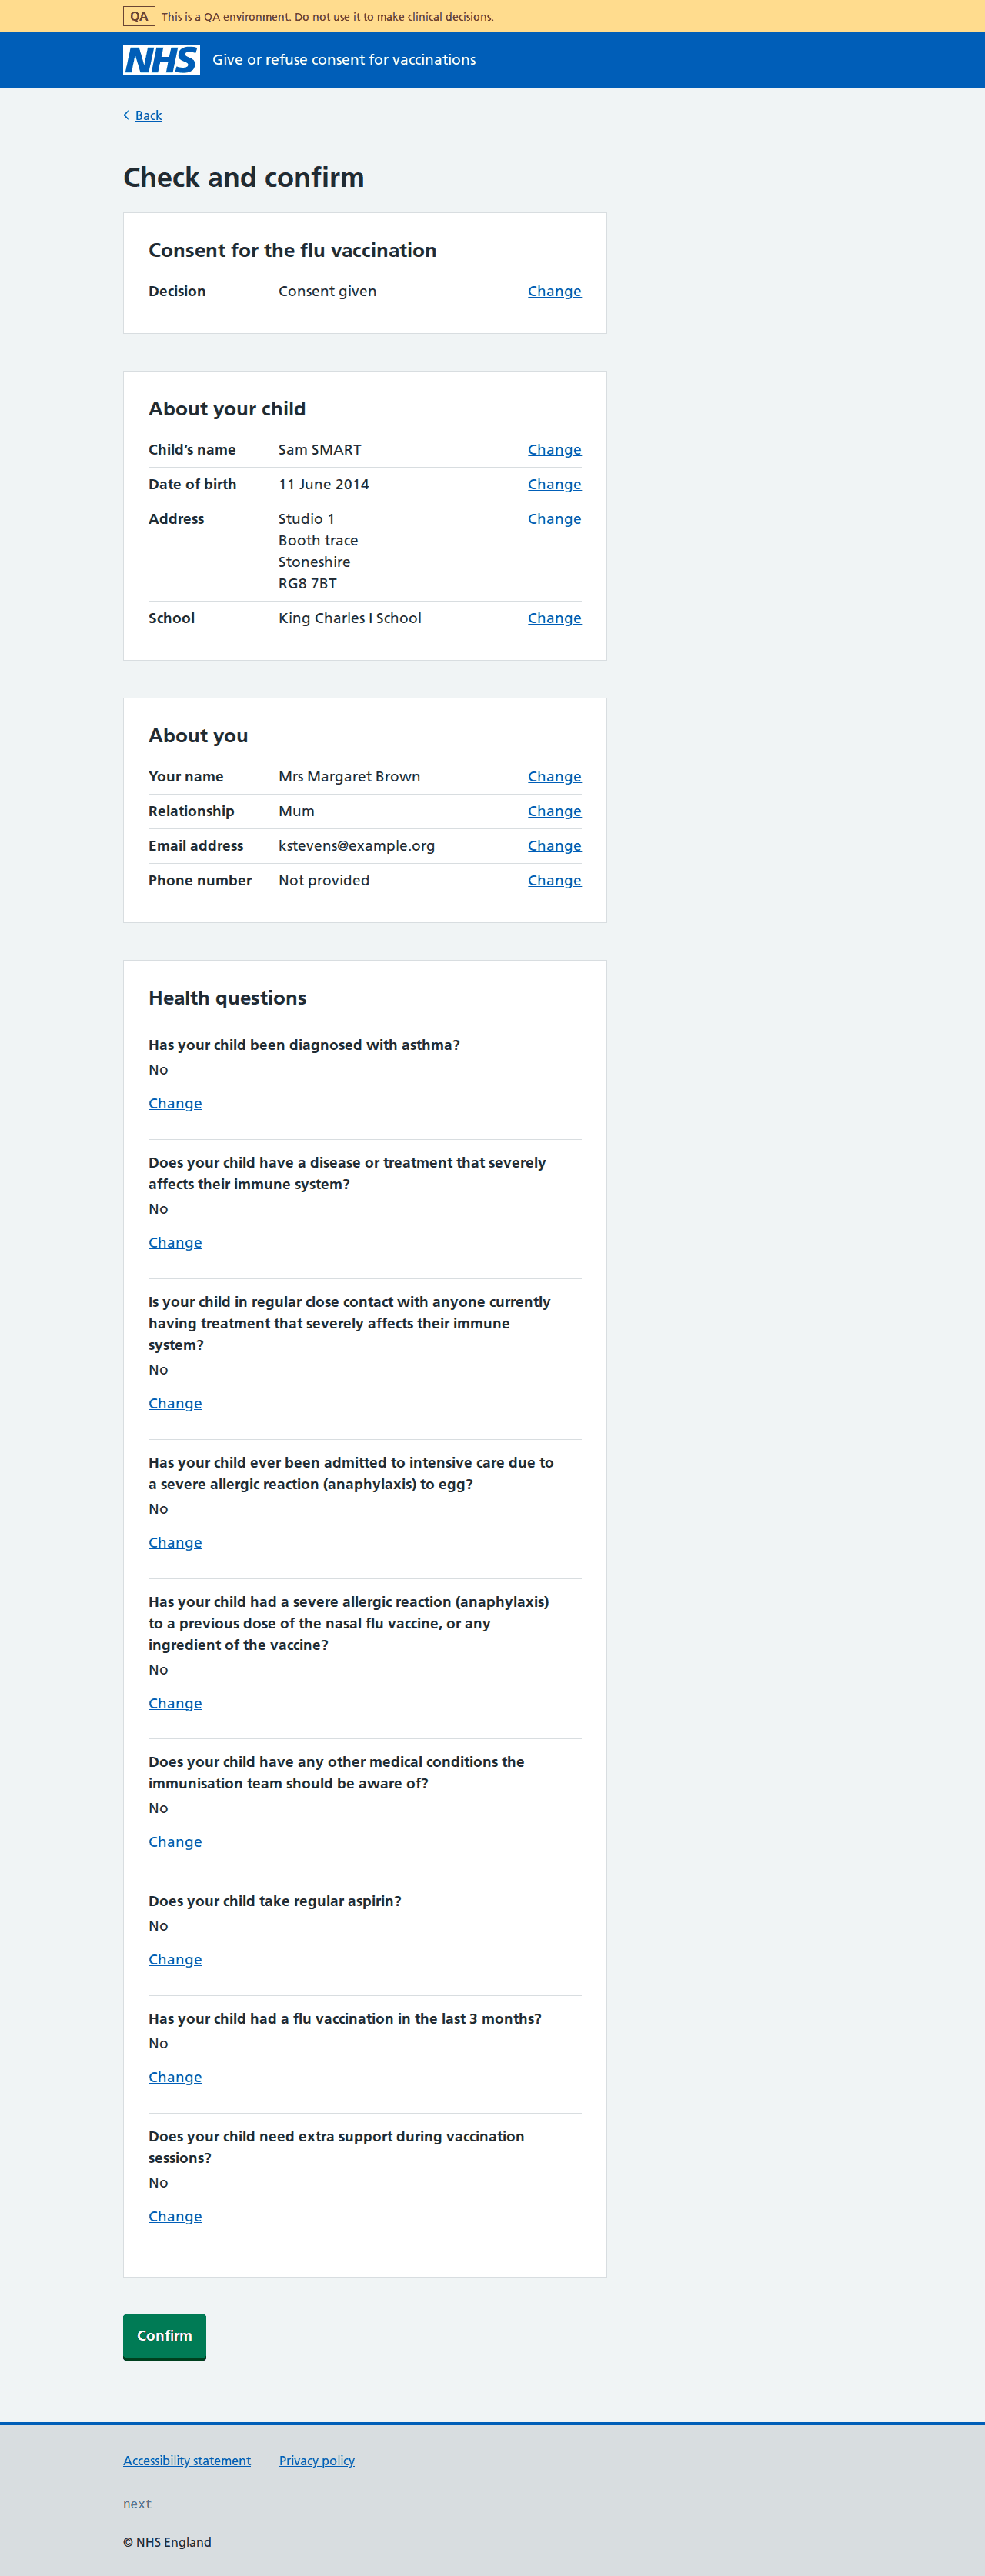 QA This is a QA environment. Do not use it to make clinical decisions.
NHS Give or refuse consent for vaccinations
Back
Check and confirm
Consent for the flu vaccination
Decision Consent given Change
About your child
Child’s name Sam SMART Change
Date of birth 11 June 2014 Change
Address Studio 1 Change
Booth trace
Stoneshire
RG8 7BT
School King Charles I School Change
About you
Your name Mrs Margaret Brown Change
Relationship Mum Change
Email address kstevens@example.org Change
Phone number Not provided Change
Health questions
Has your child been diagnosed with asthma?
No
Change
Does your child have a disease or treatment that severely
affects their immune system?
No
Change
Is your child in regular close contact with anyone currently
having treatment that severely affects their immune
system?
No
Change
Has your child ever been admitted to intensive care due to
a severe allergic reaction (anaphylaxis) to egg?
No
Change
Has your child had a severe allergic reaction (anaphylaxis)
to a previous dose of the nasal flu vaccine, or any
ingredient of the vaccine?
No
Change
Does your child have any other medical conditions the
immunisation team should be aware of?
No
Change
Does your child take regular aspirin?
No
Change
Has your child had a flu vaccination in the last 3 months?
No
Change
Does your child need extra support during vaccination
sessions?
No
Change
Confirm
Accessibility statement Privacy policy
next
© NHS England